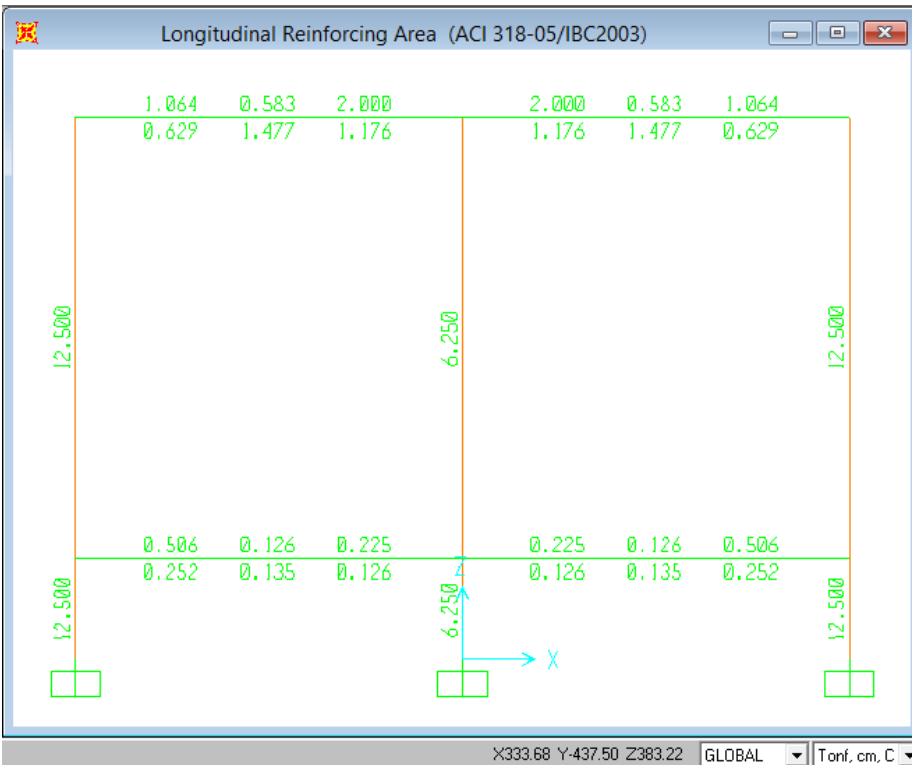 Longitudinal Reinforcing Area (ACI 318-05/IBC2003)
1.064 0.583 2.000 2.000 0.583 1.064
0.629 1.477 1.176 1.176 1.477 0.629
12.500 6.250 12.500
0.506 0.126 0.225 0.225 0.126 0.506
0.252 0.135 0.126 Z 0.126 0.135 0.252
12.500 6.250 12.500
X
X333.68 Y-437.50 Z383.22 GLOBAL Tonf, cm, C